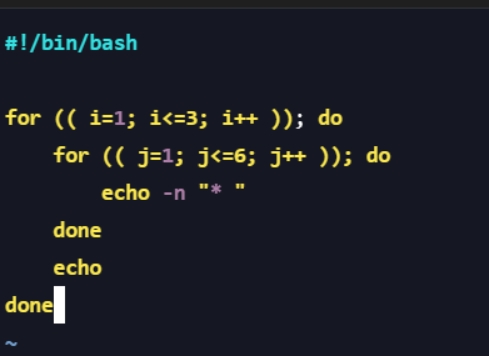 #!/bin/bash

for (( i=1; i<=3; i++ )); do
    for (( j=1; j<=6; j++ )); do
        echo -n "* "
    done
    echo
done
~